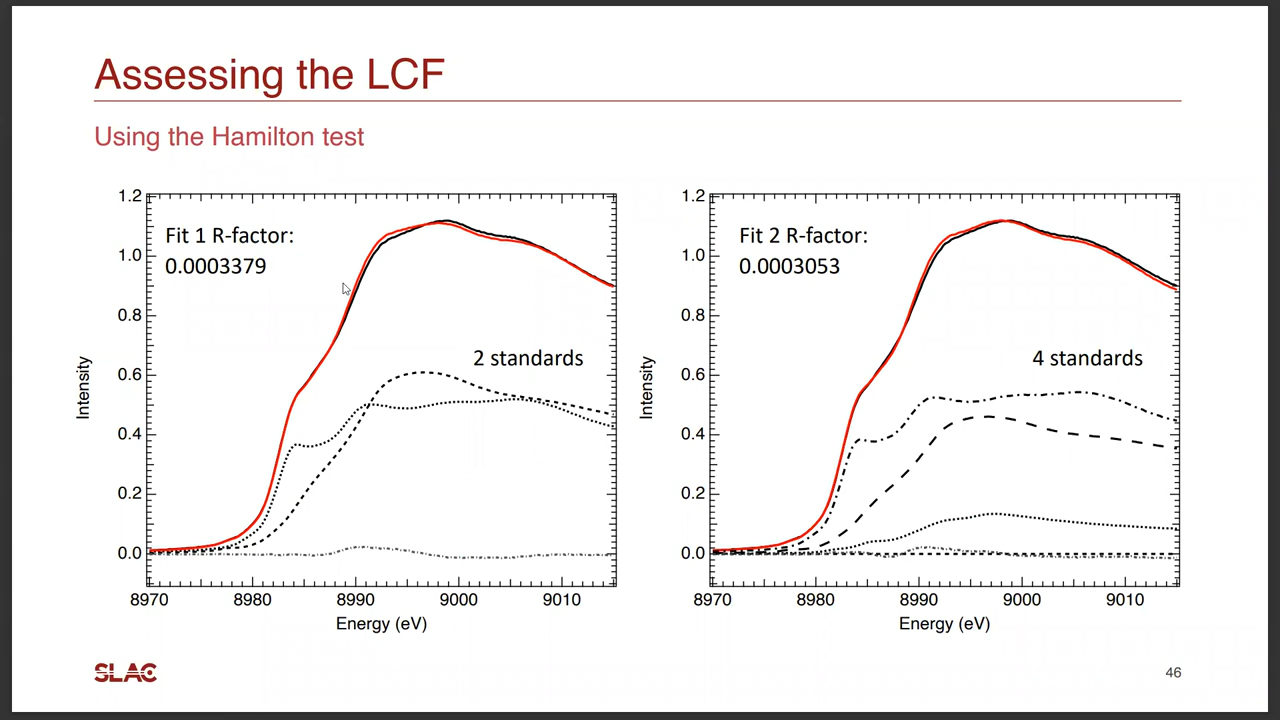 Assessing the LCF
Using the Hamilton test
1.2
1.0
0.8
0.6
0.4
0.2
0.0
Intensity
Fit 1 R-factor:
0.0003379
2 standards
8970 8980 8990 9000 9010
Energy (eV)
1.2
1.0
0.8
0.6
0.4
0.2
0.0
Intensity
Fit 2 R-factor:
0.0003053
4 standards
8970 8980 8990 9000 9010
Energy (eV)
SLAC
46